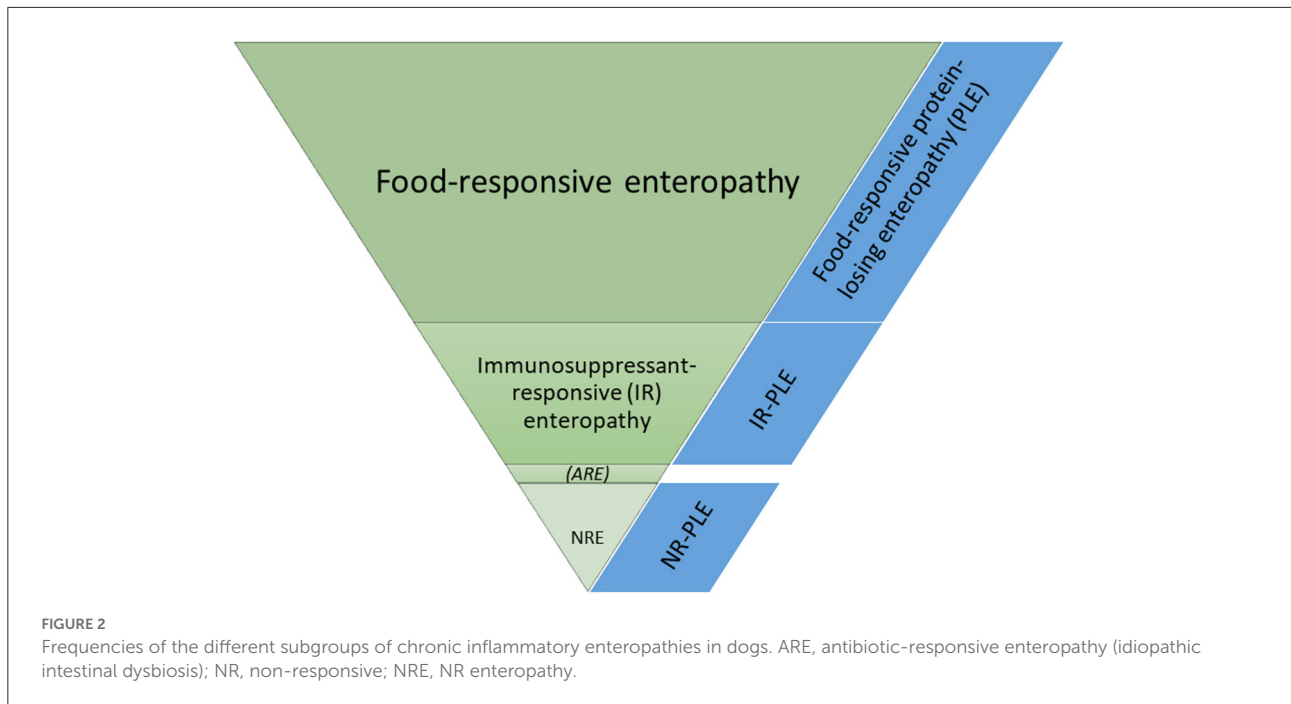 Food-responsive enteropathy
Food-responsive protein-
losing enteropathy (PLE)
Immunosuppressant-
responsive (IR)
enteropathy
IR-PLE
(ARE)
NRE
NR-PLE
FIGURE 2
Frequencies of the different subgroups of chronic inflammatory enteropathies in dogs. ARE, antibiotic-responsive enteropathy (idiopathic
intestinal dysbiosis); NR, non-responsive; NRE, NR enteropathy.